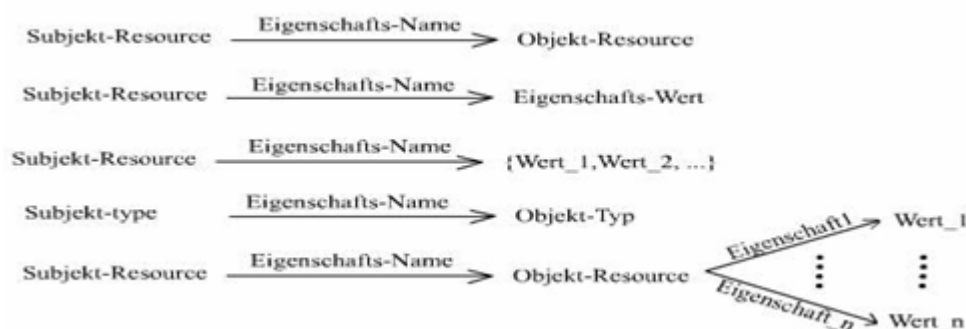 Subjekt-Resource Eigenschafts-Name Objekt-Resource
Subjekt-Resource Eigenschafts-Name Eigenschafts-Wert
Subjekt-Resource Eigenschafts-Name {Wert_1,Wert_2, ...}
Subjekt-type Eigenschafts-Name Objekt-Typ
Subjekt-Resource Eigenschafts-Name Objekt-Resource
Eigenschaft1 Wert_1
Eigenschaft_n Wert_n